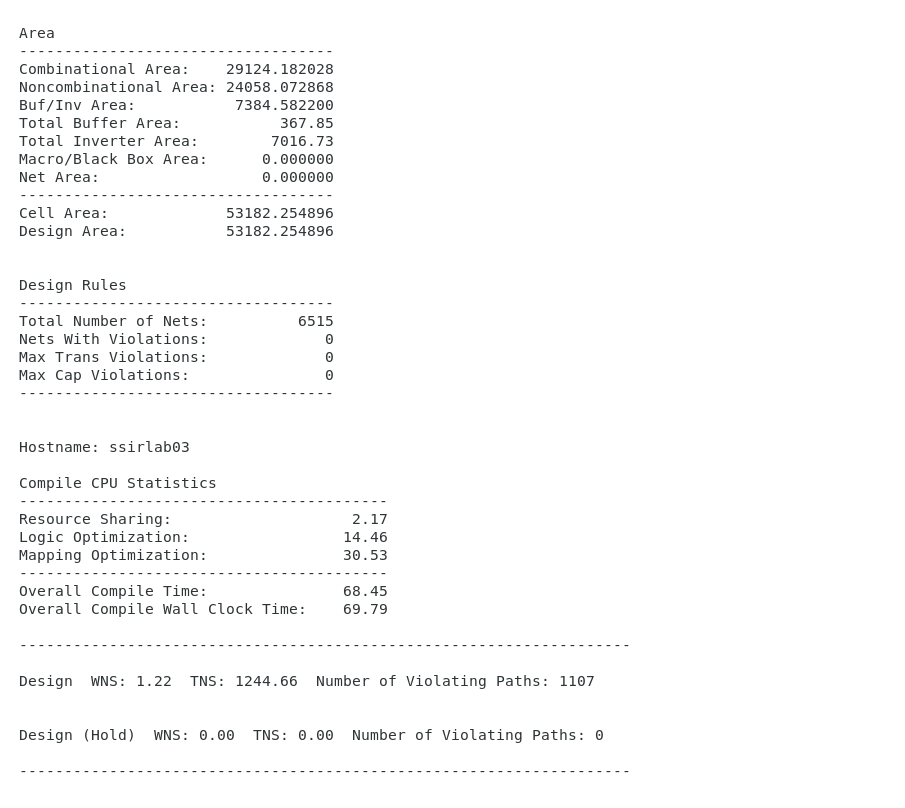 Area
-----------------------------------
Combinational Area:    29124.182028
Noncombinational Area: 24058.072868
Buf/Inv Area:           7384.582200
Total Buffer Area:           367.85
Total Inverter Area:        7016.73
Macro/Black Box Area:      0.000000
Net Area:                  0.000000
-----------------------------------
Cell Area:             53182.254896
Design Area:           53182.254896
Design Rules
-----------------------------------
Total Number of Nets:          6515
Nets With Violations:             0
Max Trans Violations:             0
Max Cap Violations:               0
-----------------------------------
Hostname: ssirlab03
Compile CPU Statistics
-----------------------------------------
Resource Sharing:                    2.17
Logic Optimization:                 14.46
Mapping Optimization:               30.53
-----------------------------------------
Overall Compile Time:               68.45
Overall Compile Wall Clock Time:    69.79
--------------------------------------------------------------------
Design  WNS: 1.22  TNS: 1244.66  Number of Violating Paths: 1107
Design (Hold)  WNS: 0.00  TNS: 0.00  Number of Violating Paths: 0
--------------------------------------------------------------------